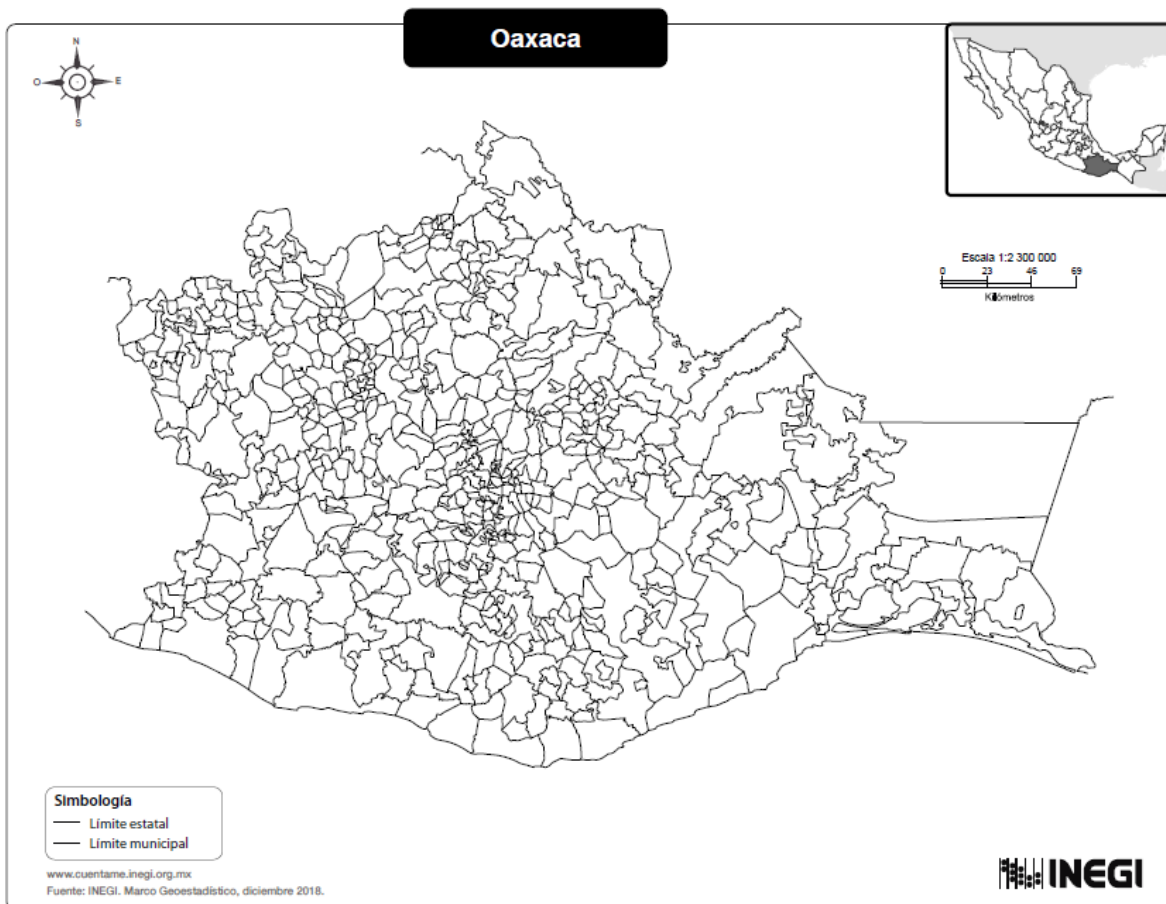 Oaxaca
N
O
E
S
Escala 1:2 300 000
0 23 46 69
Kilómetros
Simbología
Límite estatal
Límite municipal
www.cuentame.inegi.org.mx
Fuente: INEGI. Marco Geoestadístico, diciembre 2018.
INEGI